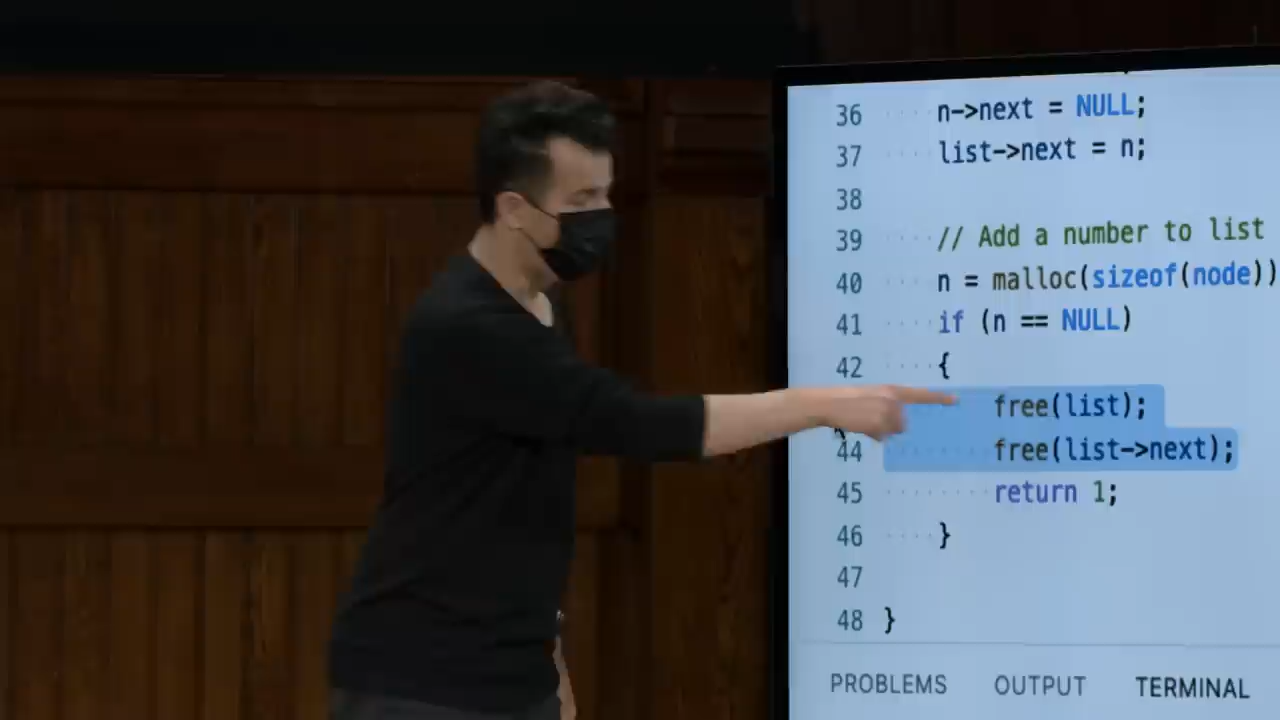 36 n->next = NULL;
37 list->next = n;
38
39 // Add a number to list
40 n = malloc(sizeof(node))
41 if (n == NULL)
42 {
free(list);
44 free(list->next);
45 return 1;
46 }
47
48 }
PROBLEMS OUTPUT TERMINAL